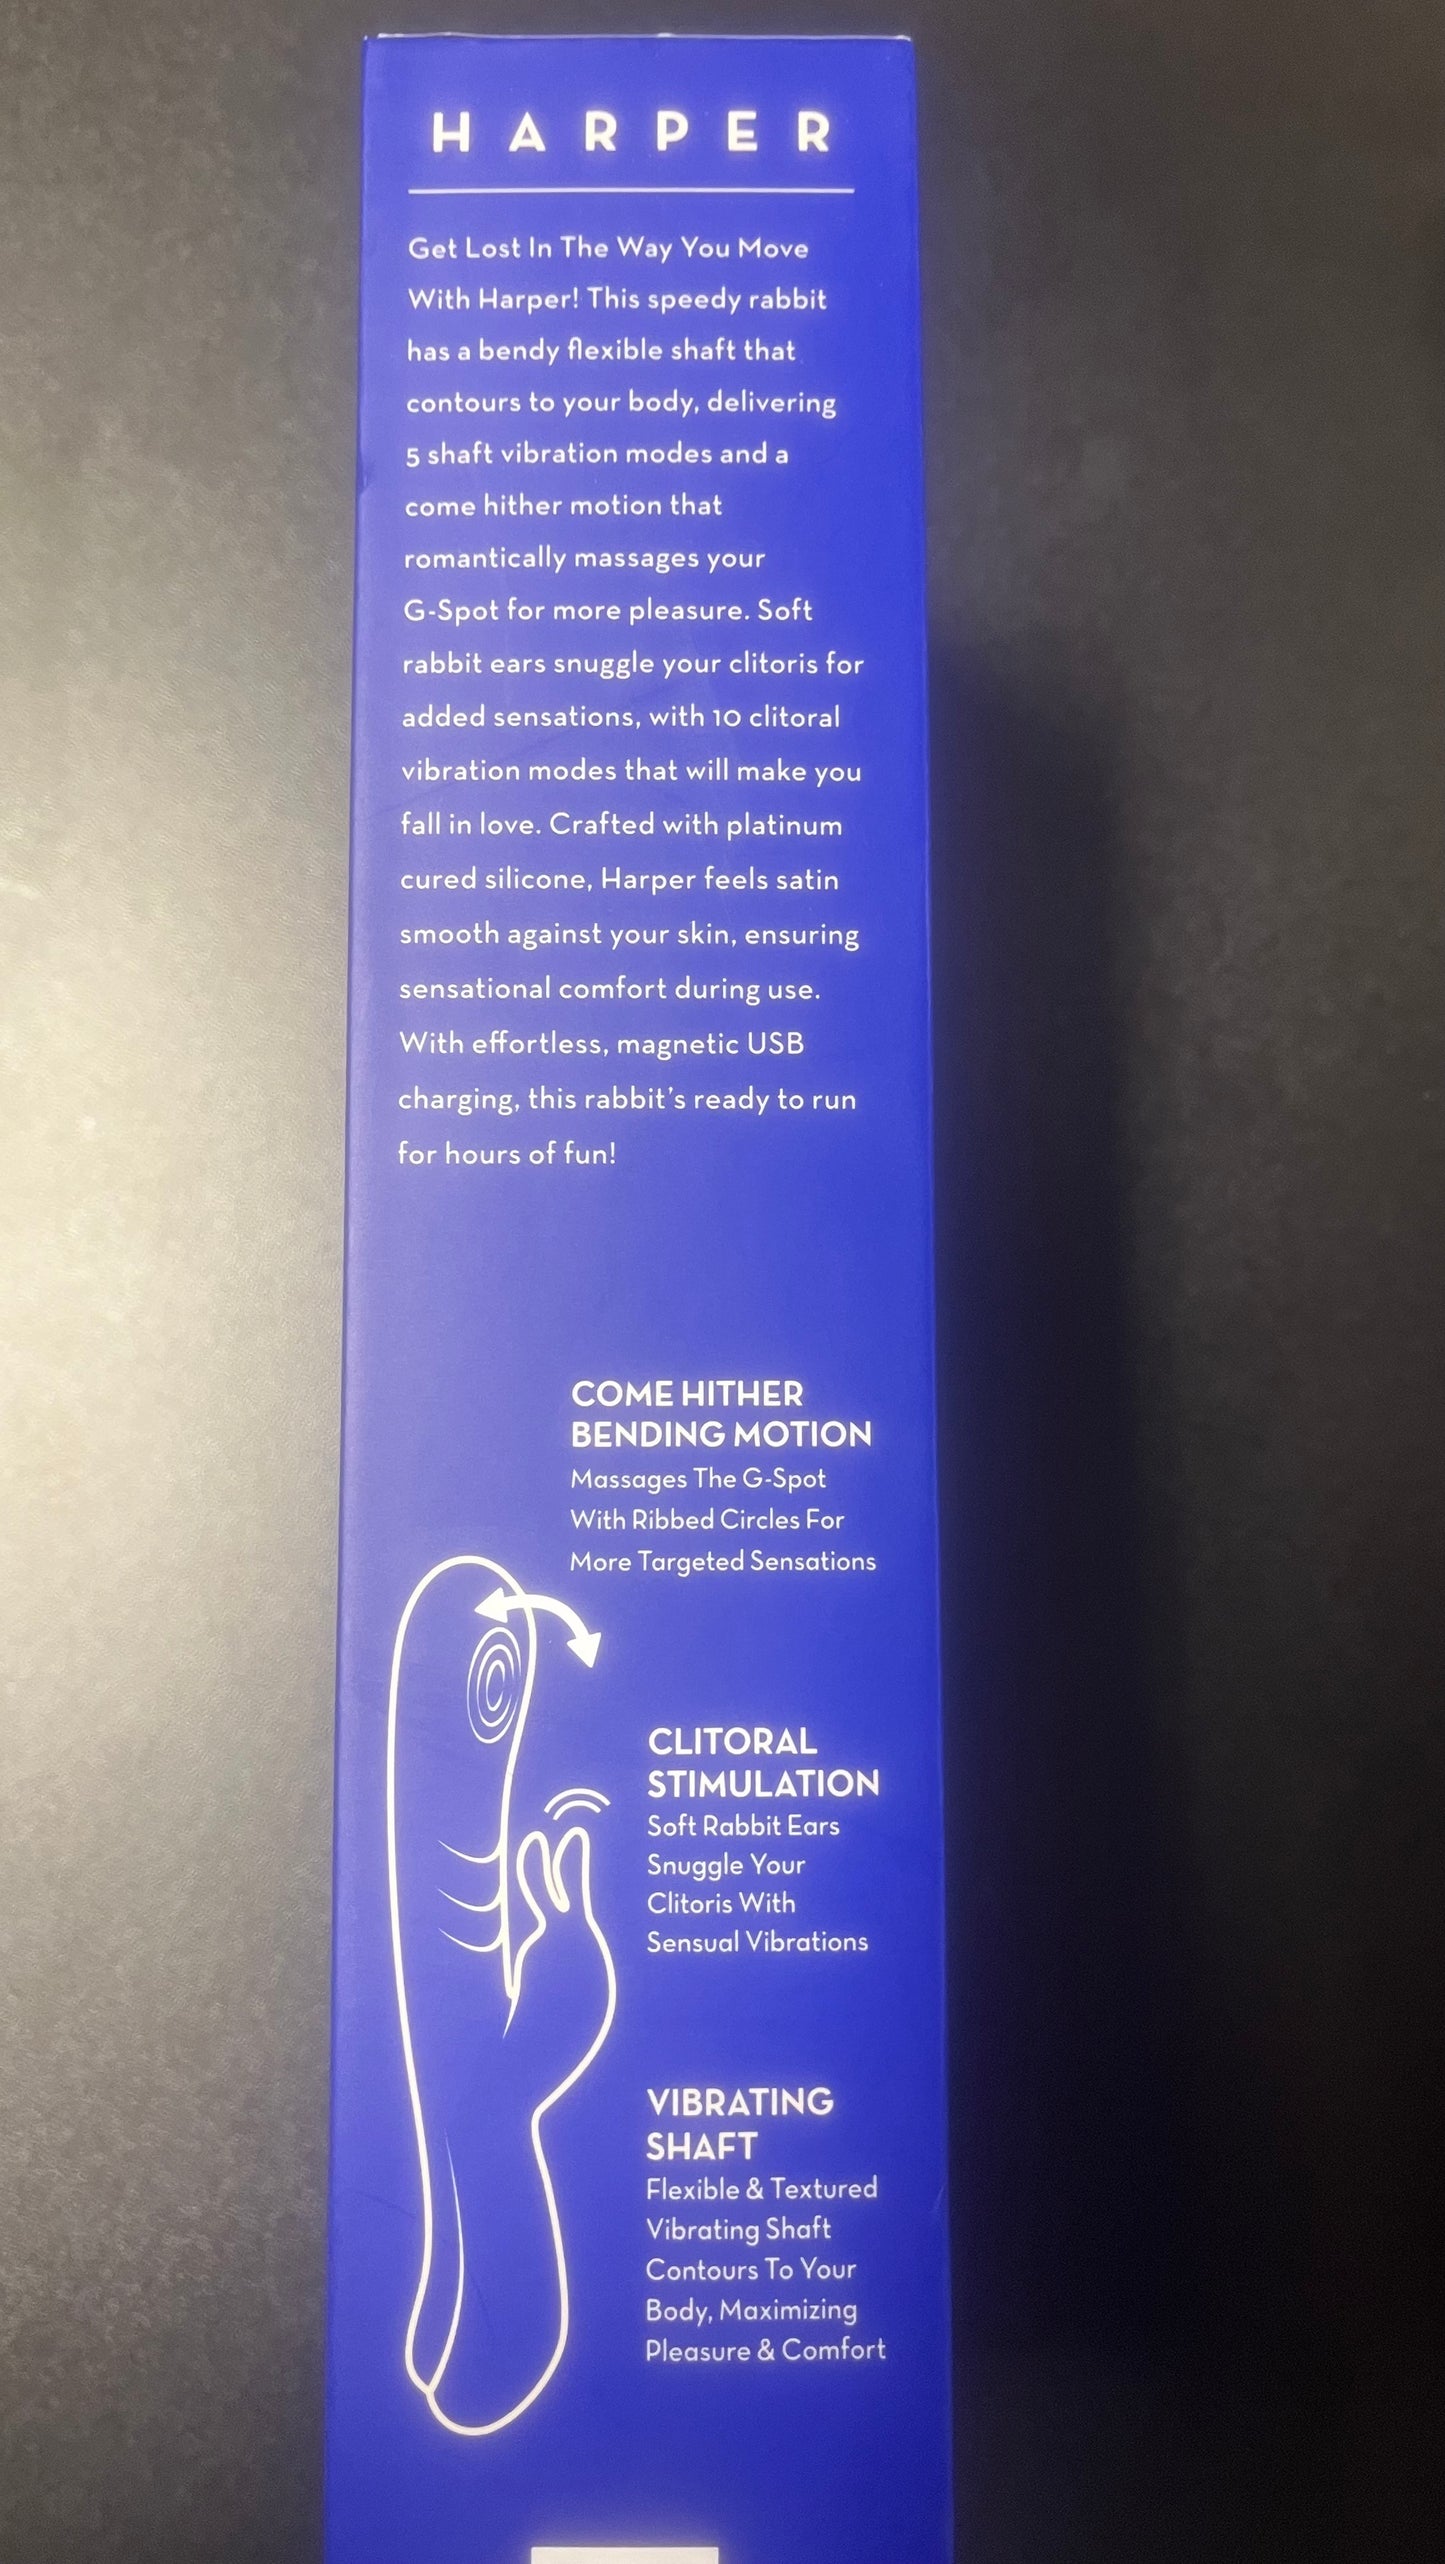 HARPER
Get Lost In The Way You Move
With Harper! This speedy rabbit
has a bendy flexible shaft that
contours to your body, delivering
5 shaft vibration modes and a
come hither motion that
romantically massages your
G-Spot for more pleasure. Soft
rabbit ears snuggle your clitoris for
added sensations, with 10 clitoral
vibration modes that will make you
fall in love. Crafted with platinum
cured silicone, Harper feels satin
smooth against your skin, ensuring
sensational comfort during use.
With effortless, magnetic USB
charging, this rabbit's ready to run
for hours of fun!
COME HITHER
BENDING MOTION
Massages The G-Spot
With Ribbed Circles For
More Targeted Sensations
CLITORAL
STIMULATION
Soft Rabbit Ears
Snuggle Your
Clitoris With
Sensual Vibrations
VIBRATING
SHAFT
Flexible & Textured
Vibrating Shaft
Contours To Your
Body, Maximizing
Pleasure & Comfort